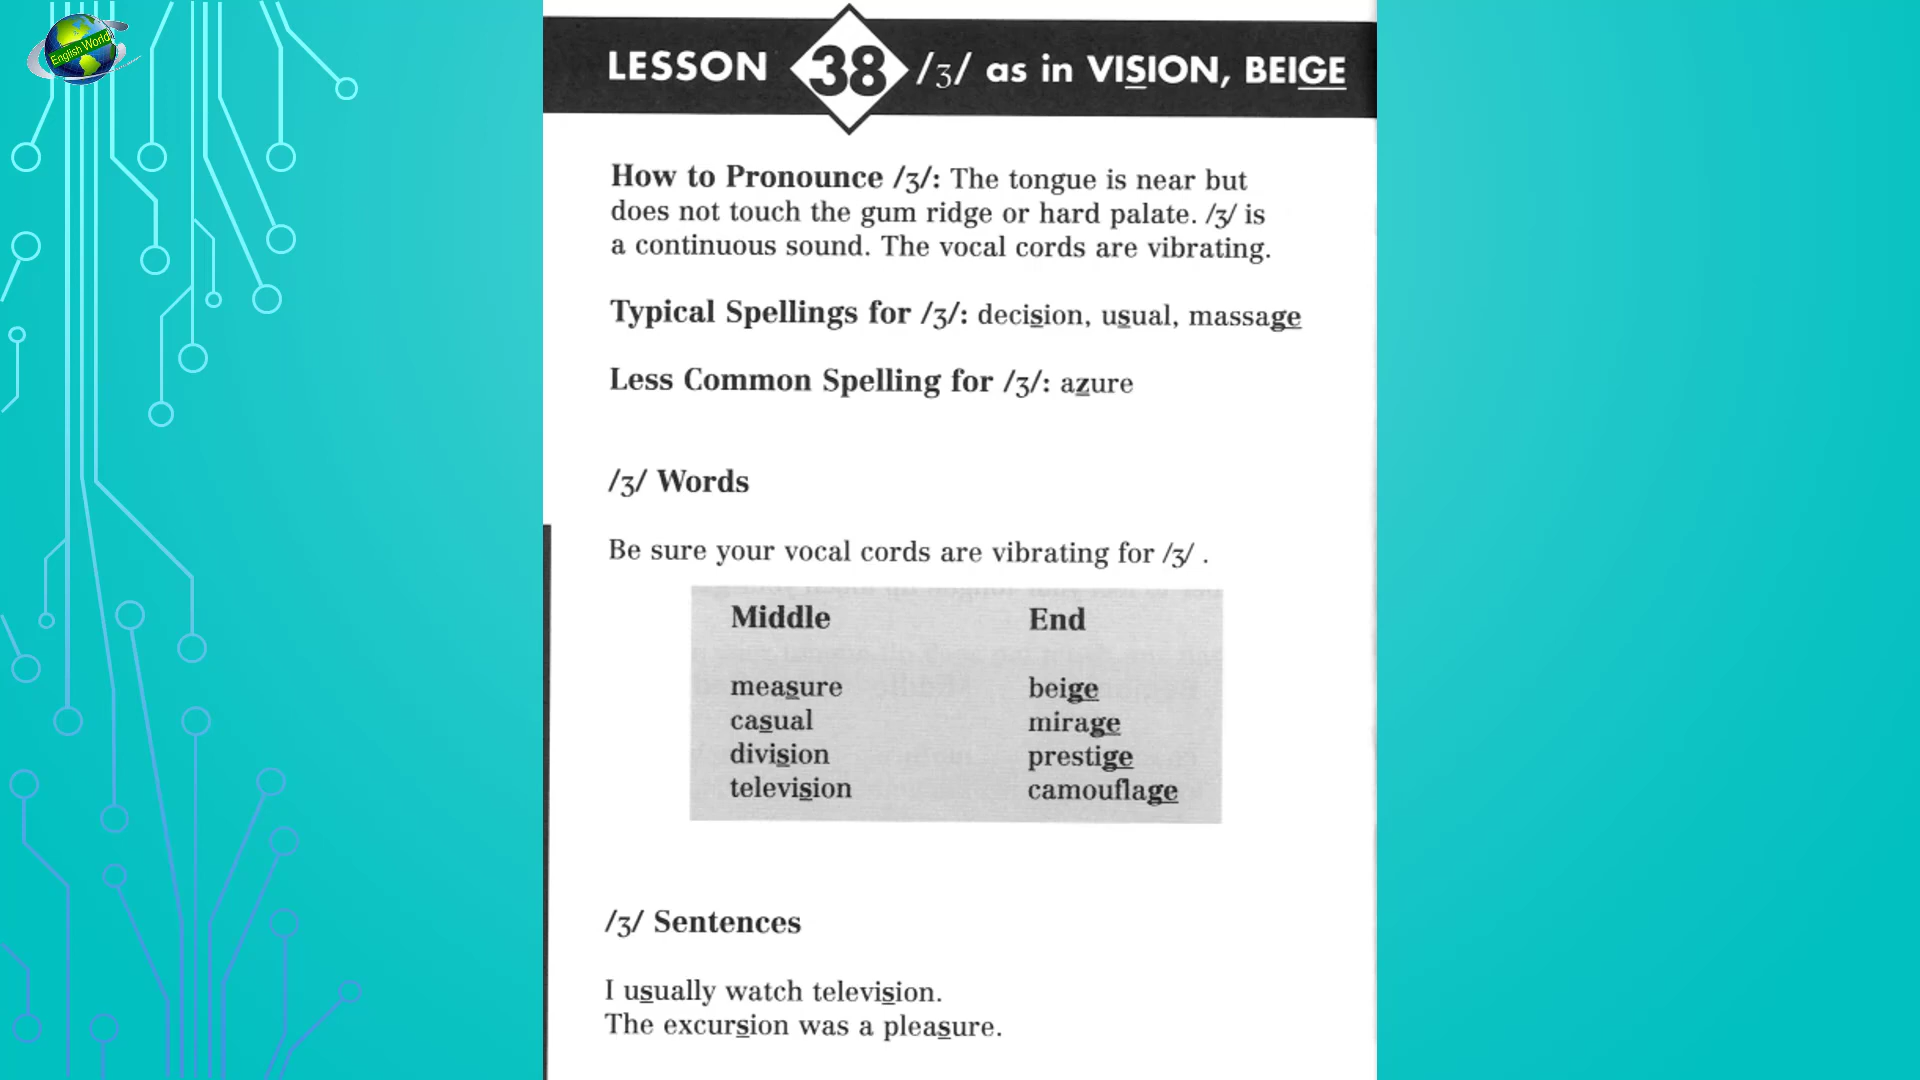 English World
LESSON 38 /ʒ/ as in VISION, BEIGE
How to Pronounce /ʒ/: The tongue is near but
does not touch the gum ridge or hard palate. /ʒ/ is
a continuous sound. The vocal cords are vibrating.
Typical Spellings for /ʒ/: decision, usual, massage
Less Common Spelling for /ʒ/: azure
/ʒ/ Words
Be sure your vocal cords are vibrating for /ʒ/ .
Middle End
measure beige
casual mirage
division prestige
television camouflage
/ʒ/ Sentences
I usually watch television.
The excursion was a pleasure.